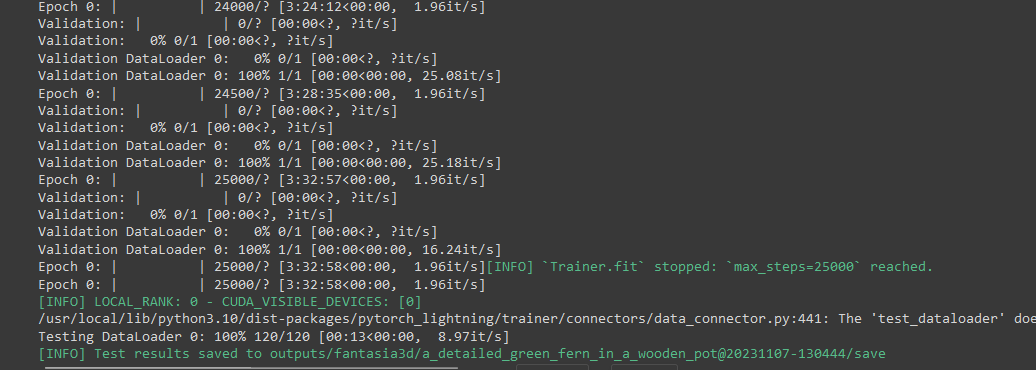 Epoch 0: |          | 24000/? [3:24:12<00:00,  1.96it/s]
Validation: |          | 0/? [00:00<?, ?it/s]
Validation:   0% 0/1 [00:00<?, ?it/s]
Validation DataLoader 0:   0% 0/1 [00:00<?, ?it/s]
Validation DataLoader 0: 100% 1/1 [00:00<00:00, 25.08it/s]
Epoch 0: |          | 24500/? [3:28:35<00:00,  1.96it/s]
Validation: |          | 0/? [00:00<?, ?it/s]
Validation:   0% 0/1 [00:00<?, ?it/s]
Validation DataLoader 0:   0% 0/1 [00:00<?, ?it/s]
Validation DataLoader 0: 100% 1/1 [00:00<00:00, 25.18it/s]
Epoch 0: |          | 25000/? [3:32:57<00:00,  1.96it/s]
Validation: |          | 0/? [00:00<?, ?it/s]
Validation:   0% 0/1 [00:00<?, ?it/s]
Validation DataLoader 0:   0% 0/1 [00:00<?, ?it/s]
Validation DataLoader 0: 100% 1/1 [00:00<00:00, 16.24it/s]
Epoch 0: |          | 25000/? [3:32:58<00:00,  1.96it/s][INFO] `Trainer.fit` stopped: `max_steps=25000` reached.
Epoch 0: |          | 25000/? [3:32:58<00:00,  1.96it/s]
[INFO] LOCAL_RANK: 0 - CUDA_VISIBLE_DEVICES: [0]
/usr/local/lib/python3.10/dist-packages/pytorch_lightning/trainer/connectors/data_connector.py:441: The 'test_dataloader' doe
Testing DataLoader 0: 100% 120/120 [00:13<00:00,  8.97it/s]
[INFO] Test results saved to outputs/fantasia3d/a_detailed_green_fern_in_a_wooden_pot@20231107-130444/save